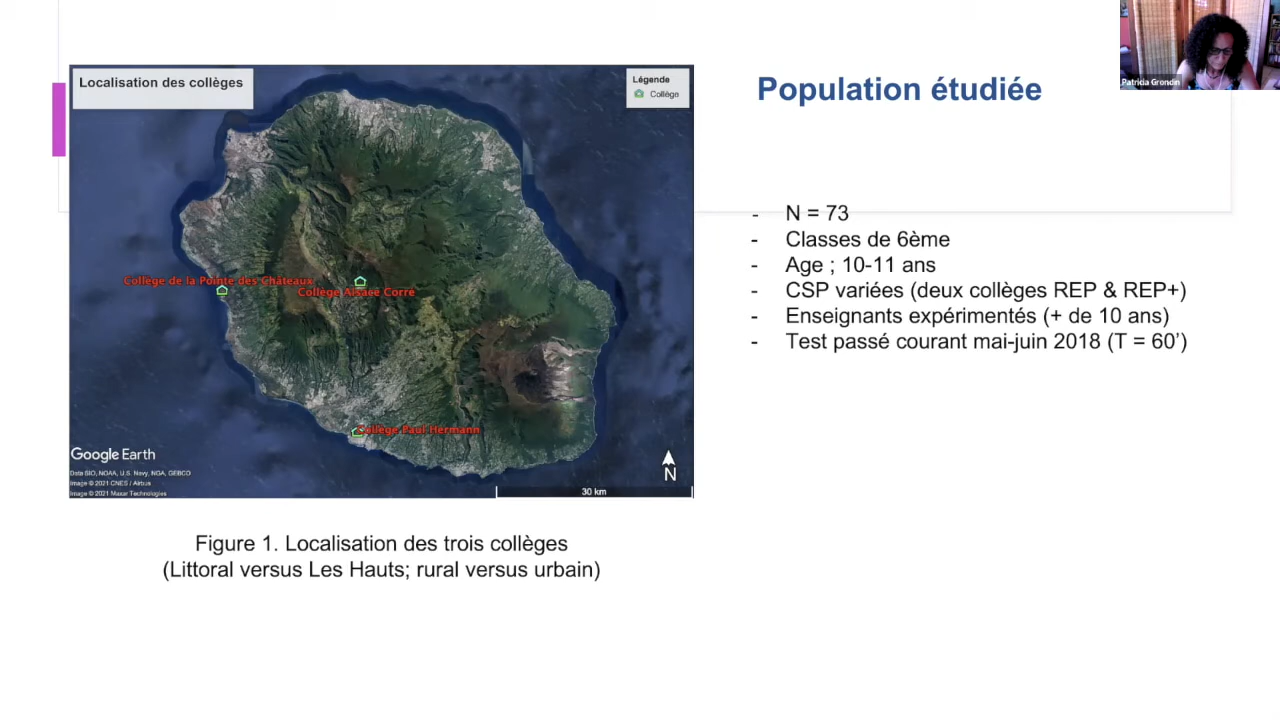 Localisation des collèges
Légende
Collège
Collège de la Pointe des Châteaux
Collège Alsace Corré
Collège Paul Hermann
Google Earth
Data SIO, NOAA, U.S. Navy, NGA, GEBCO
Image © 2021 CNES / Airbus
Image © 2021 Maxar Technologies
N
30 km
Figure 1. Localisation des trois collèges
(Littoral versus Les Hauts; rural versus urbain)
Population étudiée
- N = 73
- Classes de 6ème
- Age ; 10-11 ans
- CSP variées (deux collèges REP & REP+)
- Enseignants expérimentés (+ de 10 ans)
- Test passé courant mai-juin 2018 (T = 60’)
Patricia Grondin